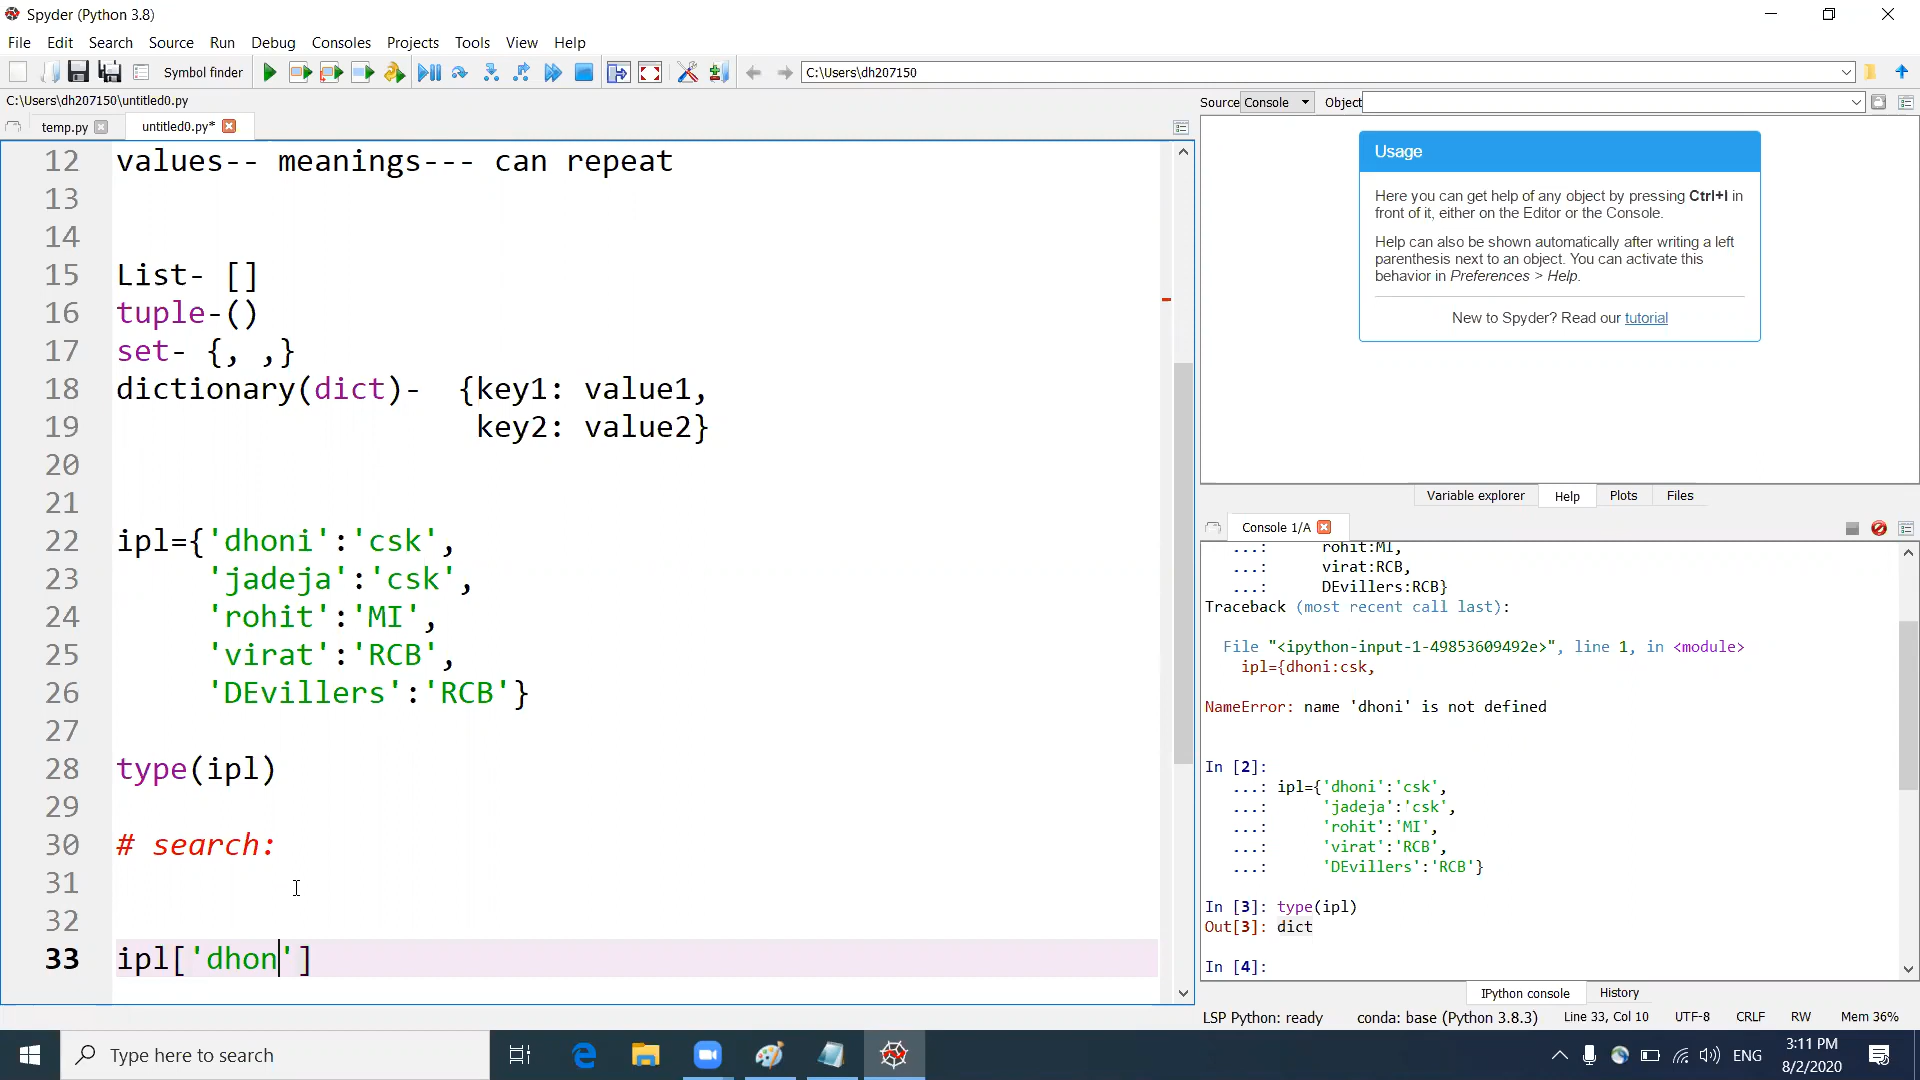 Spyder (Python 3.8)
File Edit Search Source Run Debug Consoles Projects Tools View Help
Symbol finder
C:\Users\dh207150
C:\Users\dh207150\untitled0.py
temp.py
untitled0.py*
12 values-- meanings--- can repeat
13
14
15 List- []
16 tuple-()
17 set- {, ,}
18 dictionary(dict)- {key1: value1,
19 key2: value2}
20
21
22 ipl={'dhoni':'csk',
23 'jadeja':'csk',
24 'rohit':'MI',
25 'virat':'RCB',
26 'DEvillers':'RCB'}
27
28 type(ipl)
29
30 # search:
31
32
33 ipl['dhon']
Source Console Object
Usage
Here you can get help of any object by pressing Ctrl+I in
front of it, either on the Editor or the Console.
Help can also be shown automatically after writing a left
parenthesis next to an object. You can activate this
behavior in Preferences > Help.
New to Spyder? Read our tutorial
Variable explorer Help Plots Files
Console 1/A
...: rohit:MI,
...: virat:RCB,
...: DEvillers:RCB}
Traceback (most recent call last):
File "<ipython-input-1-49853609492e>", line 1, in <module>
ipl={dhoni:csk,
NameError: name 'dhoni' is not defined
In [2]:
...: ipl={'dhoni':'csk',
...: 'jadeja':'csk',
...: 'rohit':'MI',
...: 'virat':'RCB',
...: 'DEvillers':'RCB'}
In [3]: type(ipl)
Out[3]: dict
In [4]:
IPython console History
LSP Python: ready conda: base (Python 3.8.3) Line 33, Col 10 UTF-8 CRLF RW Mem 36%
Type here to search
ENG
3:11 PM
8/2/2020